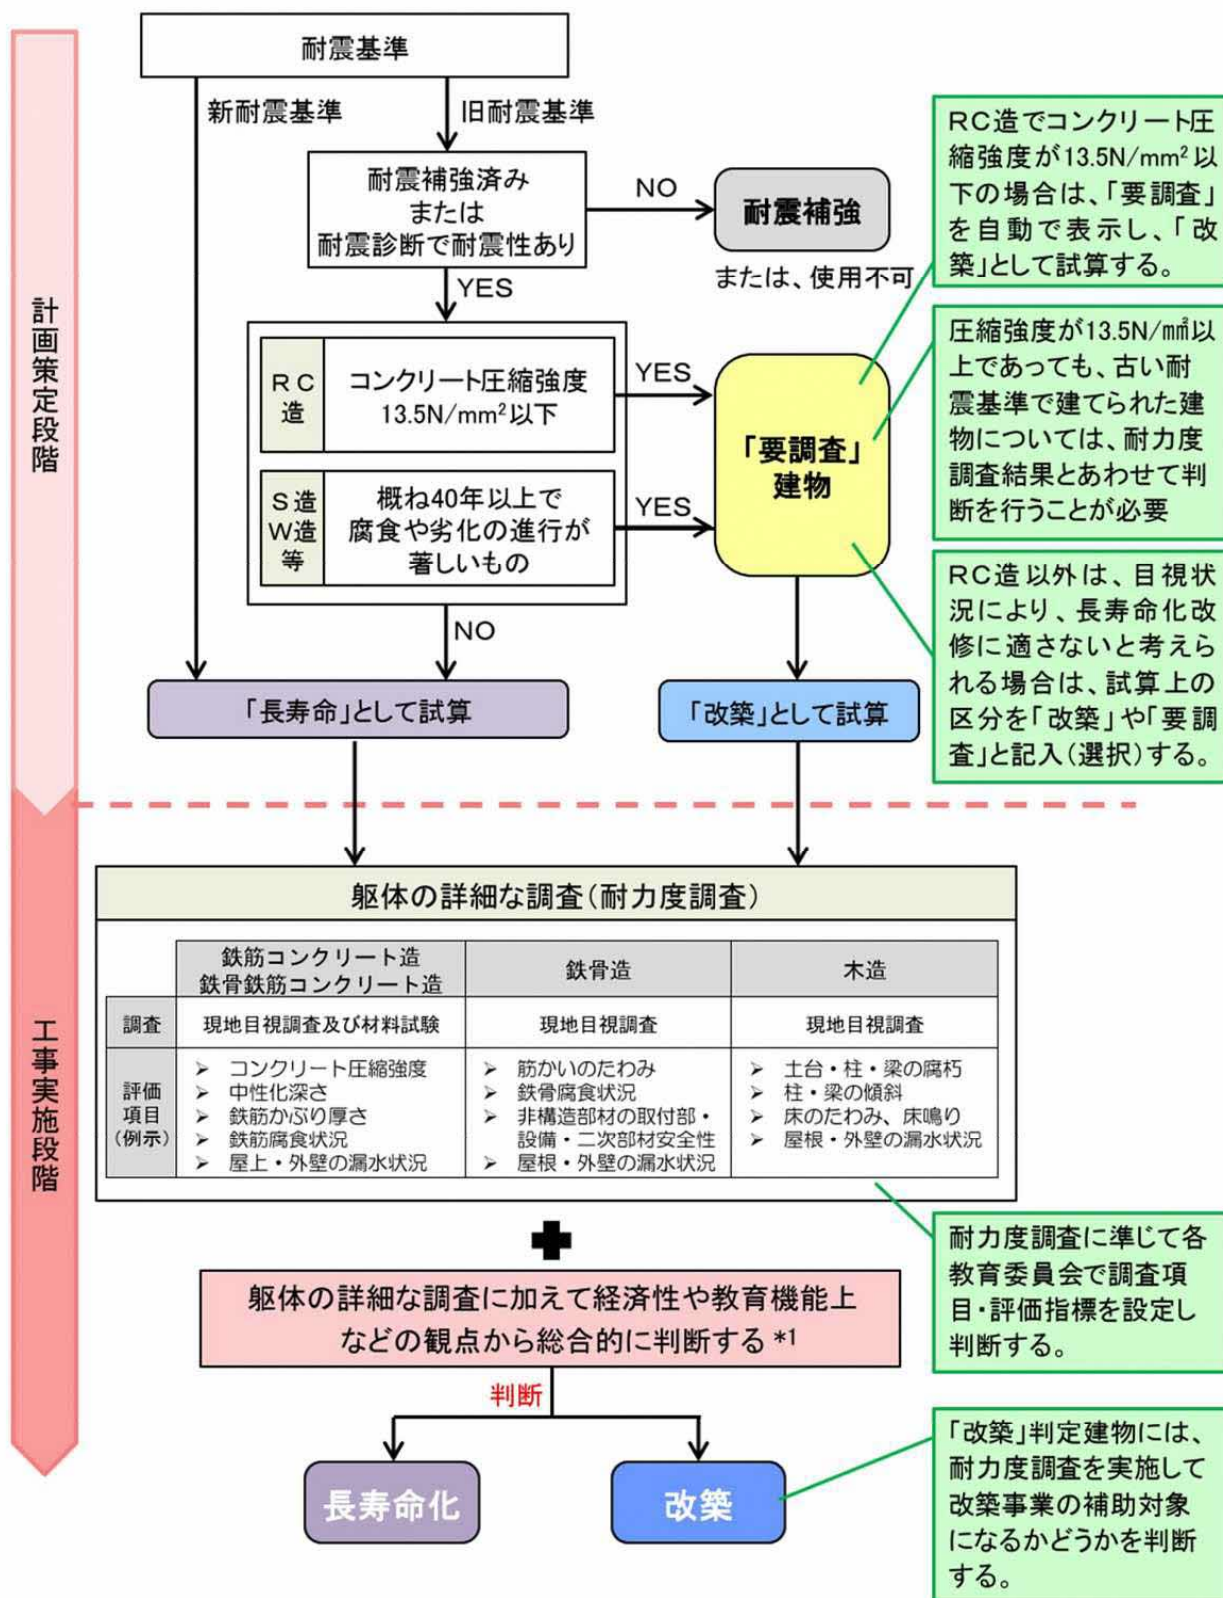 耐震基準
新耐震基準
旧耐震基準
耐震補強済み
または
耐震診断で耐震性あり
NO
耐震補強
または、使用不可
YES
RC
造
コンクリート圧縮強度
13.5N/mm²以下
YES
S造
W造
等
概ね40年以上で
腐食や劣化の進行が
著しいもの
YES
「要調査」
建物
NO
「長寿命」として試算
「改築」として試算
RC造でコンクリート圧
縮強度が13.5N/mm²以
下の場合は、「要調査」
を自動で表示し、「改
築」として試算する。
圧縮強度が13.5N/㎟以
上であっても、古い耐
震基準で建てられた建
物については、耐力度
調査結果とあわせて判
断を行うことが必要
RC造以外は、目視状
況により、長寿命化改
修に適さないと考えら
れる場合は、試算上の
区分を「改築」や「要調
査」と記入(選択)する。
計画策定段階
工事実施段階
躯体の詳細な調査(耐力度調査)
鉄筋コンクリート造
鉄骨鉄筋コンクリート造
鉄骨造
木造
調査
現地目視調査及び材料試験
現地目視調査
現地目視調査
評価
項目
(例示)
➢ コンクリート圧縮強度
➢ 中性化深さ
➢ 鉄筋かぶり厚さ
➢ 鉄筋腐食状況
➢ 屋上・外壁の漏水状況
➢ 筋かいのたわみ
➢ 鉄骨腐食状況
➢ 非構造部材の取付部・
設備・二次部材安全性
➢ 屋根・外壁の漏水状況
➢ 土台・柱・梁の腐朽
➢ 柱・梁の傾斜
➢ 床のたわみ、床鳴り
➢ 屋根・外壁の漏水状況
耐力度調査に準じて各
教育委員会で調査項
目・評価指標を設定し
判断する。
躯体の詳細な調査に加えて経済性や教育機能上
などの観点から総合的に判断する *1
判断
長寿命化
改築
「改築」判定建物には、
耐力度調査を実施して
改築事業の補助対象
になるかどうかを判断
する。